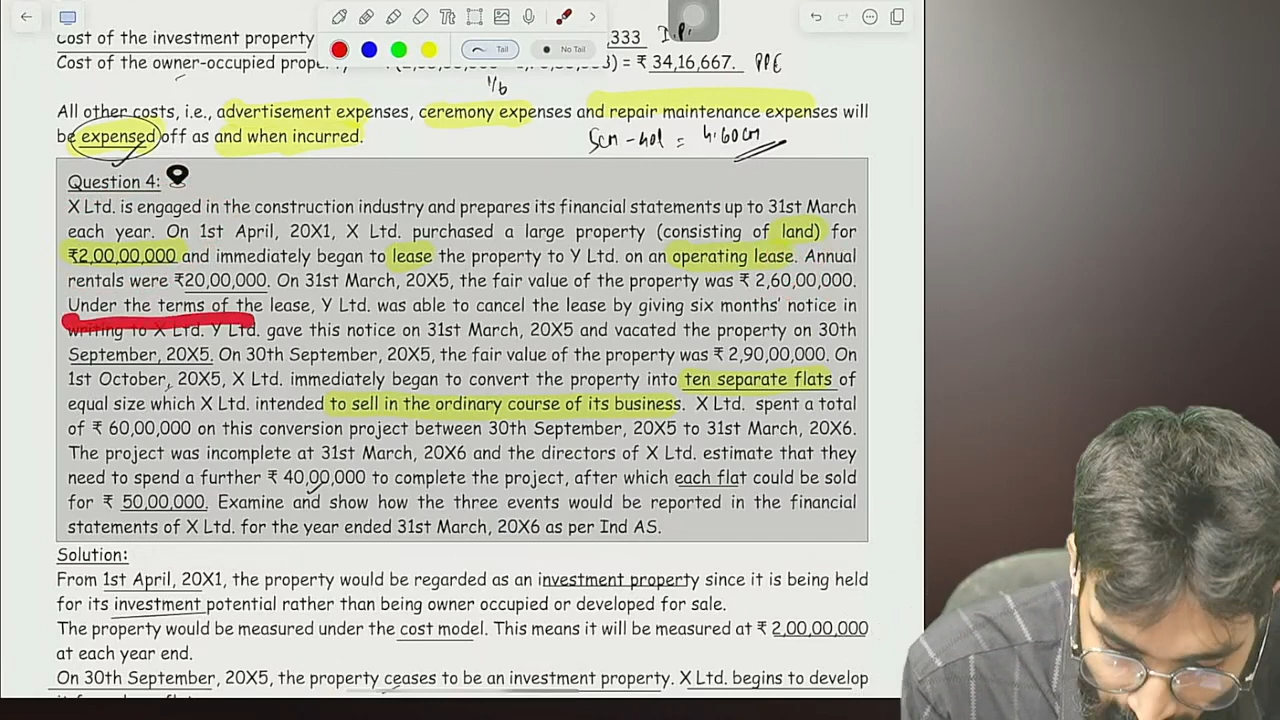 Cost of the investment property ,333 I.P.
Cost of the owner-occupied property = ₹ 34,16,667. PPE
1/6
All other costs, i.e., advertisement expenses, ceremony expenses and repair maintenance expenses will
be expensed off as and when incurred.
5cr - 40l = 4.60cr
Question 4:
X Ltd. is engaged in the construction industry and prepares its financial statements up to 31st March
each year. On 1st April, 20X1, X Ltd. purchased a large property (consisting of land) for
₹2,00,00,000 and immediately began to lease the property to Y Ltd. on an operating lease. Annual
rentals were ₹20,00,000. On 31st March, 20X5, the fair value of the property was ₹ 2,60,00,000.
Under the terms of the lease, Y Ltd. was able to cancel the lease by giving six months' notice in
writing to X Ltd. Y Ltd. gave this notice on 31st March, 20X5 and vacated the property on 30th
September, 20X5. On 30th September, 20X5, the fair value of the property was ₹ 2,90,00,000. On
1st October, 20X5, X Ltd. immediately began to convert the property into ten separate flats of
equal size which X Ltd. intended to sell in the ordinary course of its business. X Ltd. spent a total
of ₹ 60,00,000 on this conversion project between 30th September, 20X5 to 31st March, 20X6.
The project was incomplete at 31st March, 20X6 and the directors of X Ltd. estimate that they
need to spend a further ₹ 40,00,000 to complete the project, after which each flat could be sold
for ₹ 50,00,000. Examine and show how the three events would be reported in the financial
statements of X Ltd. for the year ended 31st March, 20X6 as per Ind AS.
Solution:
From 1st April, 20X1, the property would be regarded as an investment property since it is being held
for its investment potential rather than being owner occupied or developed for sale.
The property would be measured under the cost model. This means it will be measured at ₹ 2,00,00,000
at each year end.
On 30th September, 20X5, the property ceases to be an investment property. X Ltd. begins to develop
Tail
No Tail